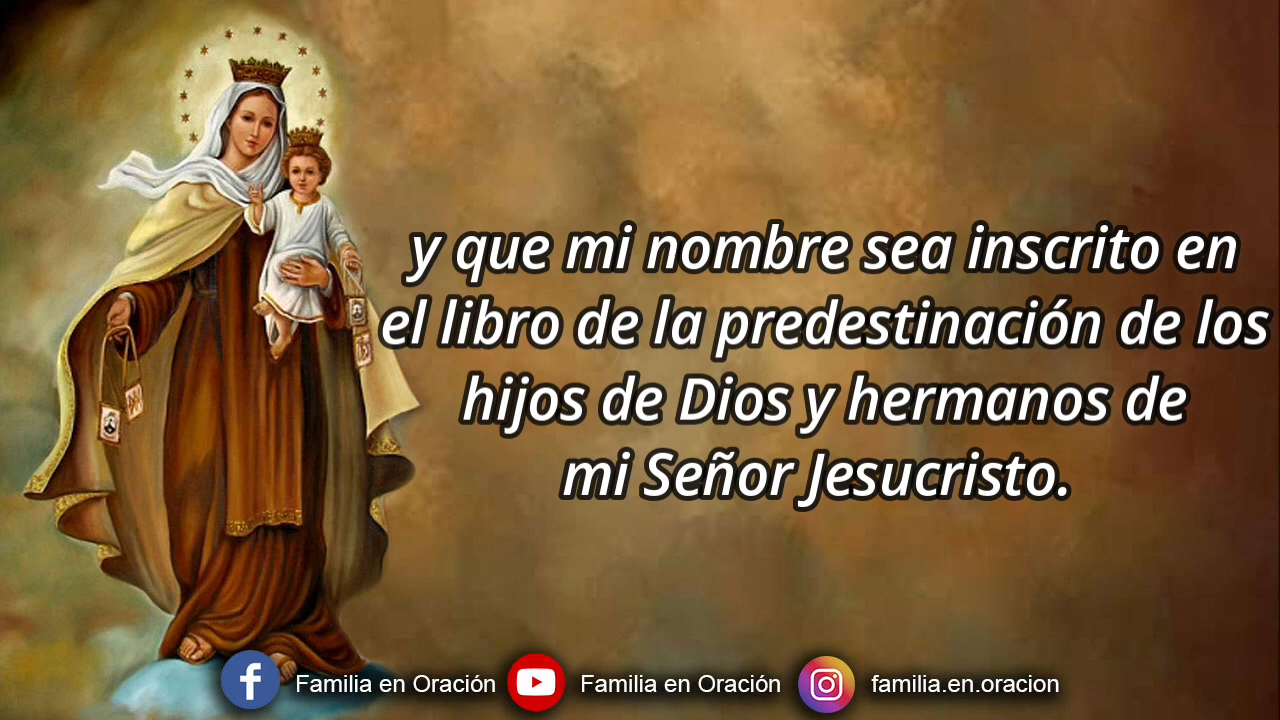 y que mi nombre sea inscrito en
el libro de la predestinación de los
hijos de Dios y hermanos de
mi Señor Jesucristo.
Familia en Oración
Familia en Oración
familia.en.oracion